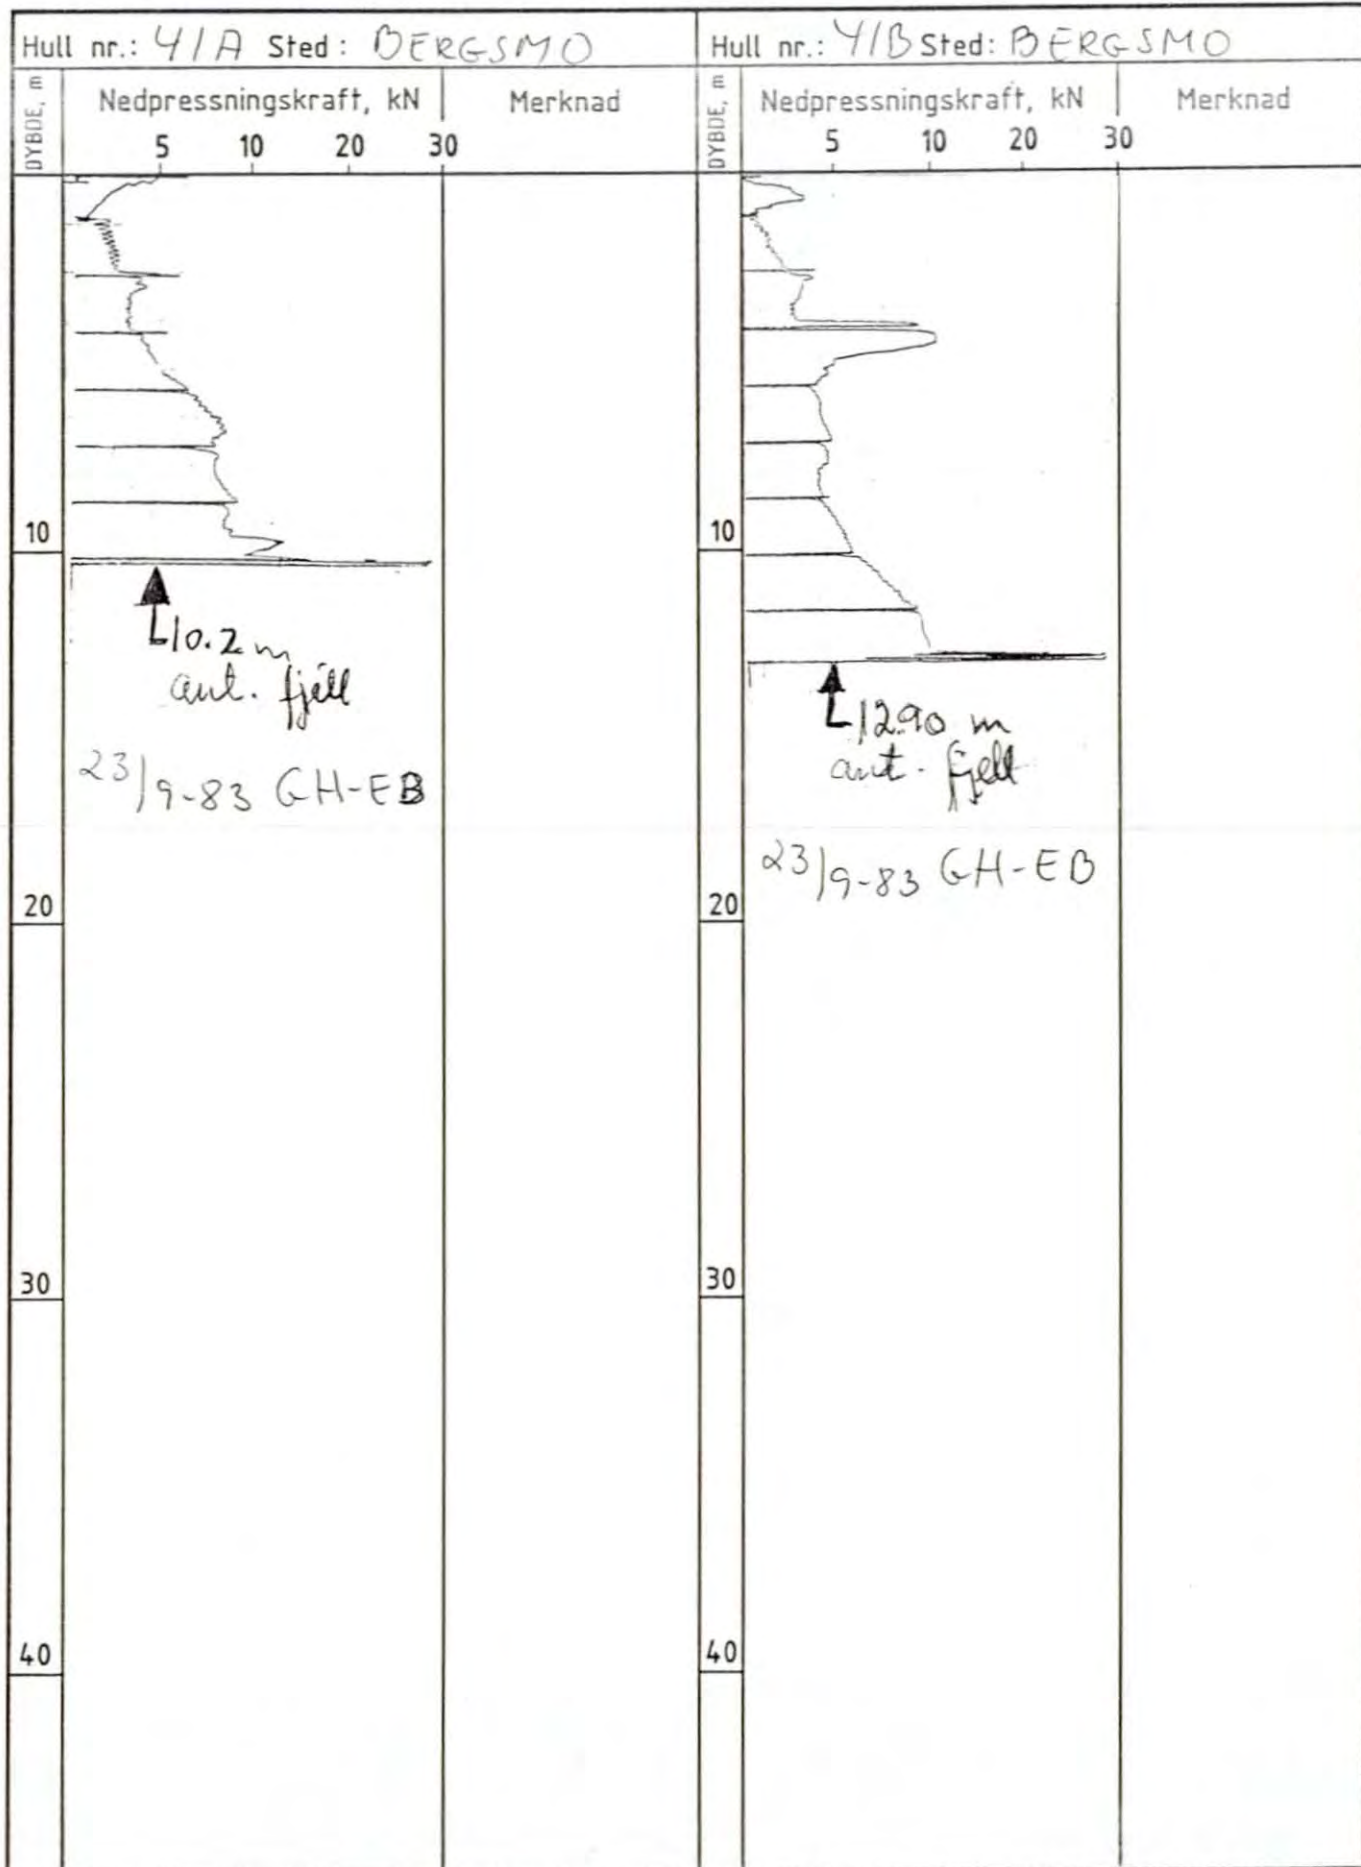 Hull nr.: 41A Sted: BERGSMO
DYBDE, m
Nedpressningskraft, kN
Merknad
5 10 20 30
10
10.2 m
ant. fjell
23/9-83 GH-EB
20
30
40
Hull nr.: 41B Sted: BERGSMO
DYBDE, m
Nedpressningskraft, kN
Merknad
5 10 20 30
10
12.90 m
ant. fjell
23/9-83 GH-EB
20
30
40